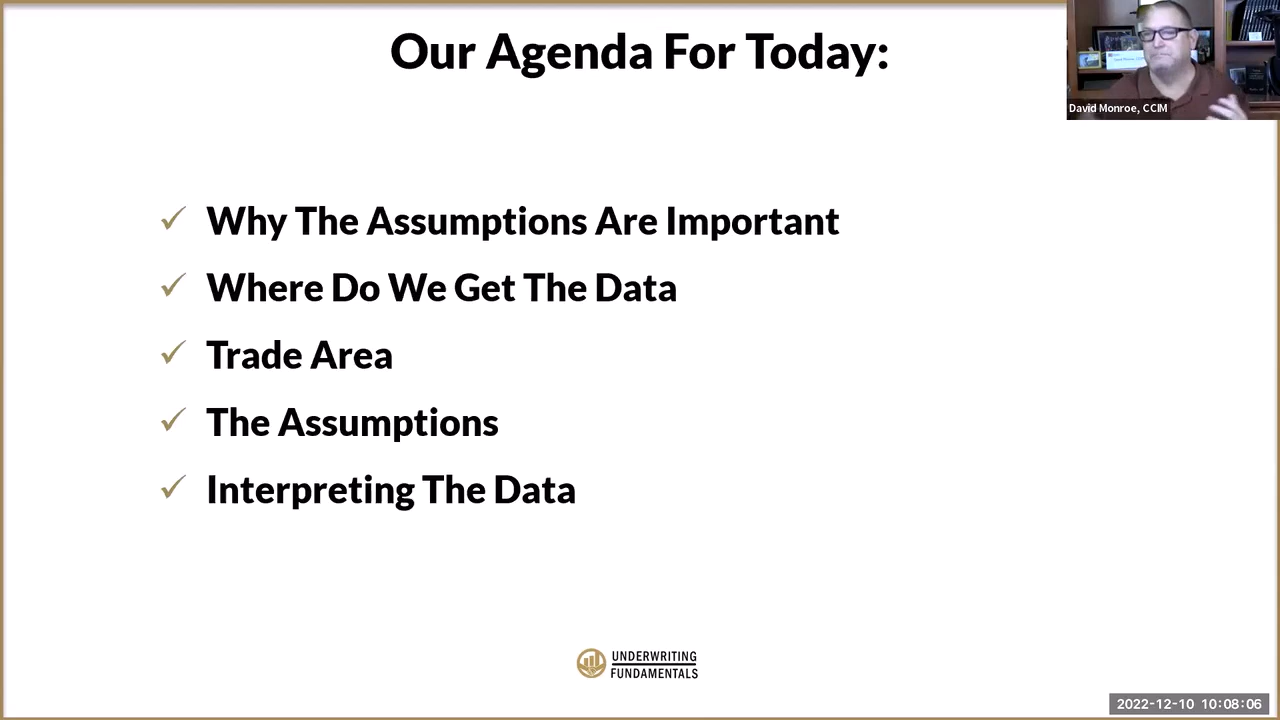 Our Agenda For Today:
David Monroe, CCIM
Why The Assumptions Are Important
Where Do We Get The Data
Trade Area
The Assumptions
Interpreting The Data
UNDERWRITING
FUNDAMENTALS
2022-12-10 10:08:06